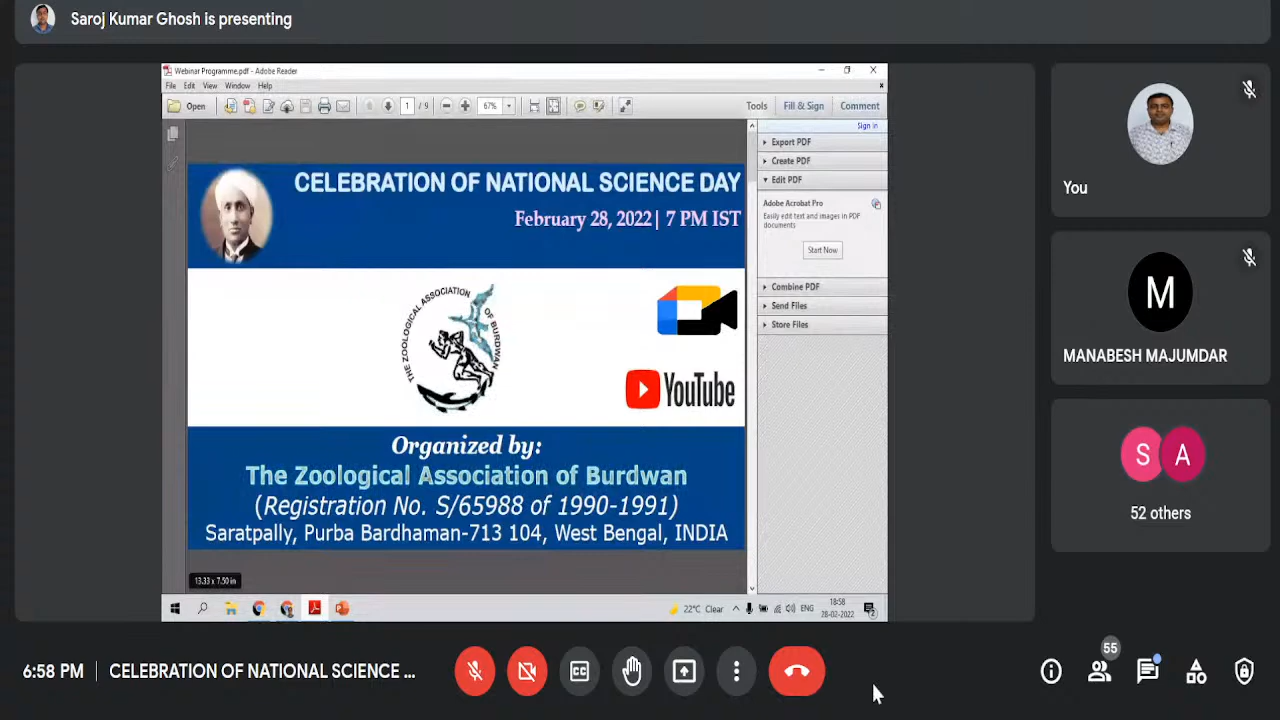 Saroj Kumar Ghosh is presenting
Webinar Programme.pdf - Adobe Reader
File Edit View Window Help
Open
1 / 9
67%
Tools Fill & Sign Comment
Sign In
Export PDF
Create PDF
Edit PDF
Adobe Acrobat Pro
Easily edit text and images in PDF
documents
Start Now
Combine PDF
Send Files
Store Files
CELEBRATION OF NATIONAL SCIENCE DAY
February 28, 2022| 7 PM IST
THE ZOOLOGICAL ASSOCIATION OF BURDWAN
YouTube
Organized by:
The Zoological Association of Burdwan
(Registration No. S/65988 of 1990-1991)
Saratpally, Purba Bardhaman-713 104, West Bengal, INDIA
13.33 x 7.50 in
22°C Clear
ENG
18:58
28-02-2022
2
You
M
MANABESH MAJUMDAR
S A
52 others
6:58 PM
CELEBRATION OF NATIONAL SCIENCE ...
CC
55